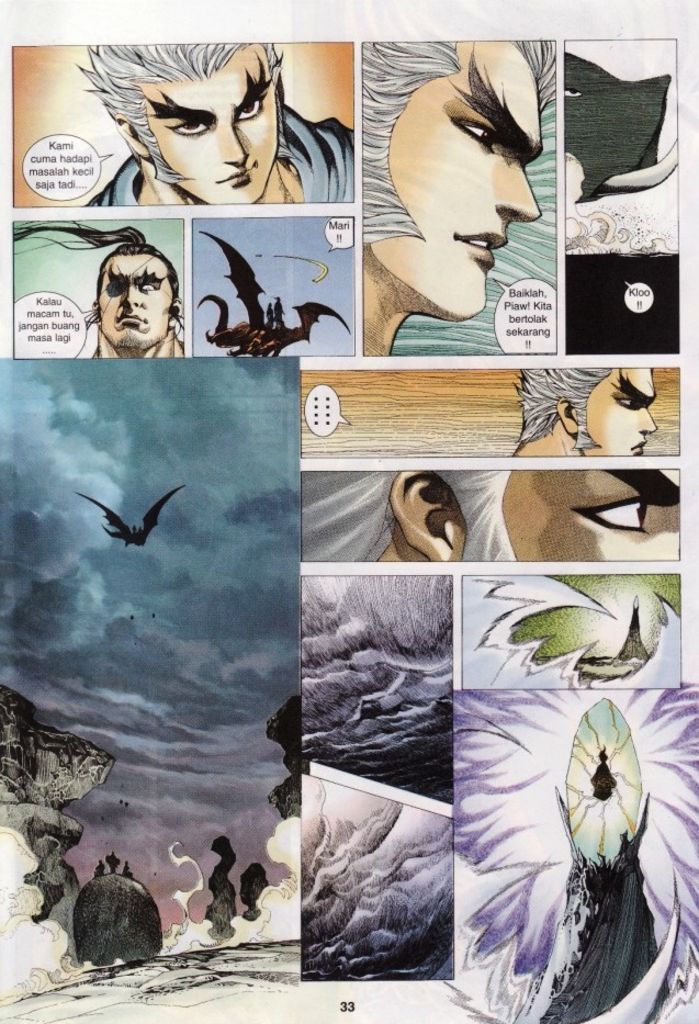 Kami
cuma hadapi
masalah kecil
saja tadi....
Kalau
macam tu,
jangan buang
masa lagi
.....
Mari
!!
Baiklah,
Piaw! Kita
bertolak
sekarang
!!
Kloo
!!
33